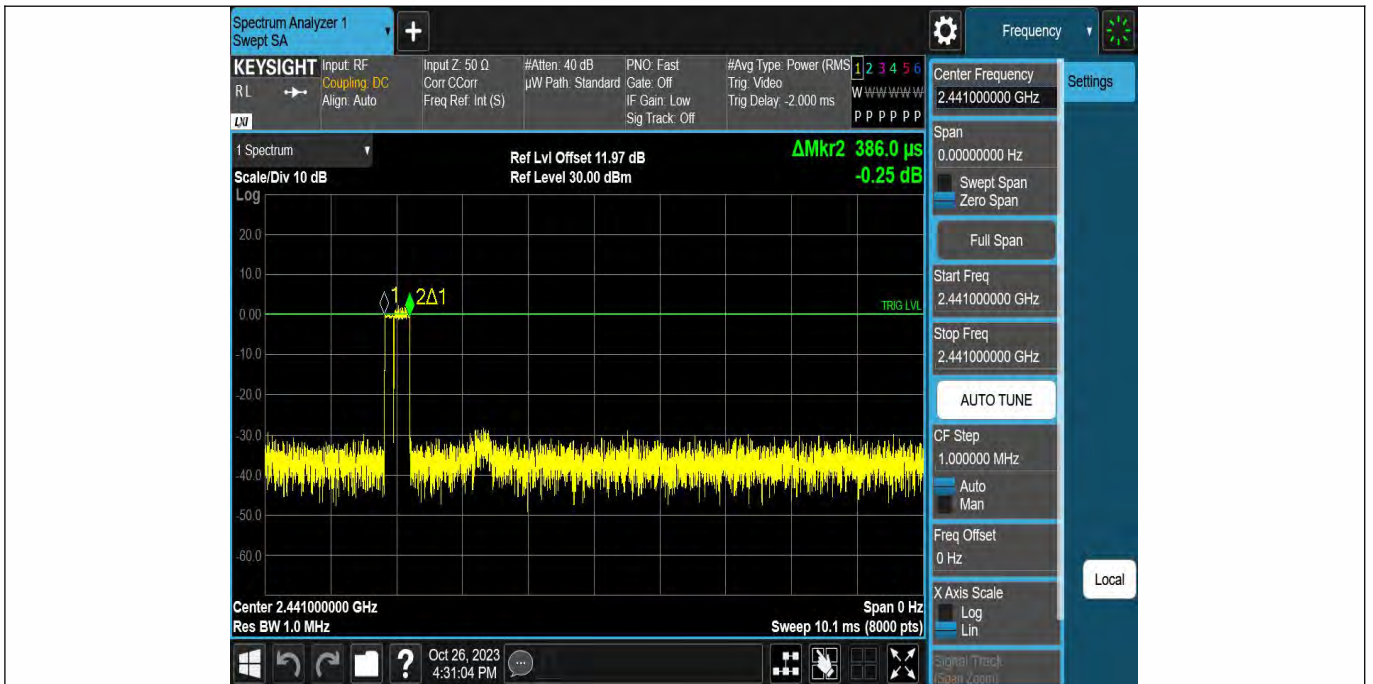 Spectrum Analyzer 1
Swept SA
Frequency
KEYSIGHT
RL
LXI
Input: RF
Coupling: DC
Align: Auto
Input Z: 50 Ω
Corr CCorr
Freq Ref: Int (S)
#Atten: 40 dB
µW Path: Standard
PNO: Fast
Gate: Off
IF Gain: Low
Sig Track: Off
#Avg Type: Power (RMS
Trig: Video
Trig Delay: -2.000 ms
1 2 3 4 5 6
W W W W W W
P P P P P P
1 Spectrum
Scale/Div 10 dB
Ref Lvl Offset 11.97 dB
Ref Level 30.00 dBm
ΔMkr2 386.0 µs
-0.25 dB
Log
20.0
10.0
0.00
-10.0
-20.0
-30.0
-40.0
-50.0
-60.0
1
2Δ1
TRIG LVL
Center 2.441000000 GHz
Res BW 1.0 MHz
Span 0 Hz
Sweep 10.1 ms (8000 pts)
Oct 26, 2023
4:31:04 PM
Center Frequency
2.441000000 GHz
Settings
Span
0.00000000 Hz
Swept Span
Zero Span
Full Span
Start Freq
2.441000000 GHz
Stop Freq
2.441000000 GHz
AUTO TUNE
CF Step
1.000000 MHz
Auto
Man
Freq Offset
0 Hz
X Axis Scale
Log
Lin
Signal Track
(Span Zoom)
Local